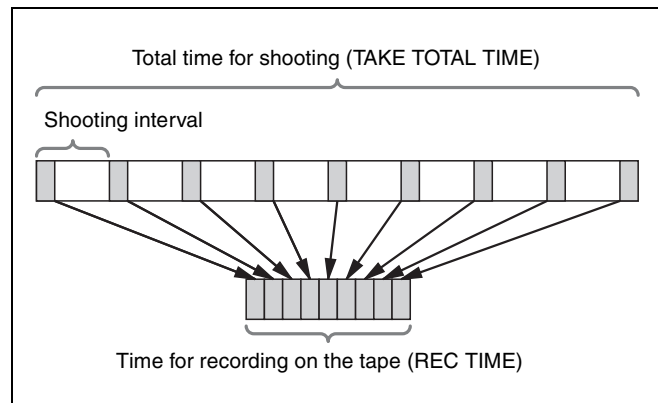 Total time for shooting (TAKE TOTAL TIME)
Shooting interval
Time for recording on the tape (REC TIME)